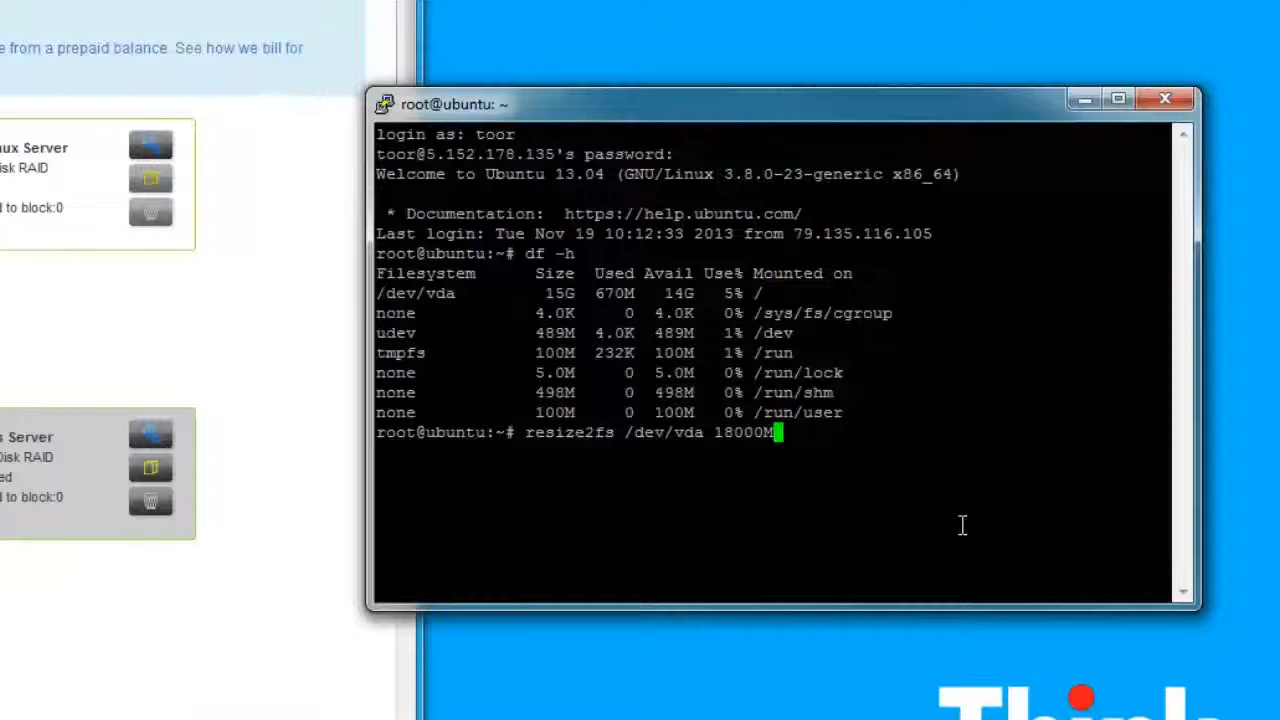 e from a prepaid balance. See how we bill for
nux Server
isk RAID
d to block:0
s Server
Disk RAID
ed
d to block:0
root@ubuntu: ~
login as: toor
toor@5.152.178.135's password:
Welcome to Ubuntu 13.04 (GNU/Linux 3.8.0-23-generic x86_64)
* Documentation:  https://help.ubuntu.com/
Last login: Tue Nov 19 10:12:33 2013 from 79.135.116.105
root@ubuntu:~# df -h
Filesystem      Size  Used Avail Use% Mounted on
/dev/vda         15G  670M   14G   5% /
none            4.0K     0  4.0K   0% /sys/fs/cgroup
udev            489M  4.0K  489M   1% /dev
tmpfs           100M  232K  100M   1% /run
none            5.0M     0  5.0M   0% /run/lock
none            498M     0  498M   0% /run/shm
none            100M     0  100M   0% /run/user
root@ubuntu:~# resize2fs /dev/vda 18000M
Think